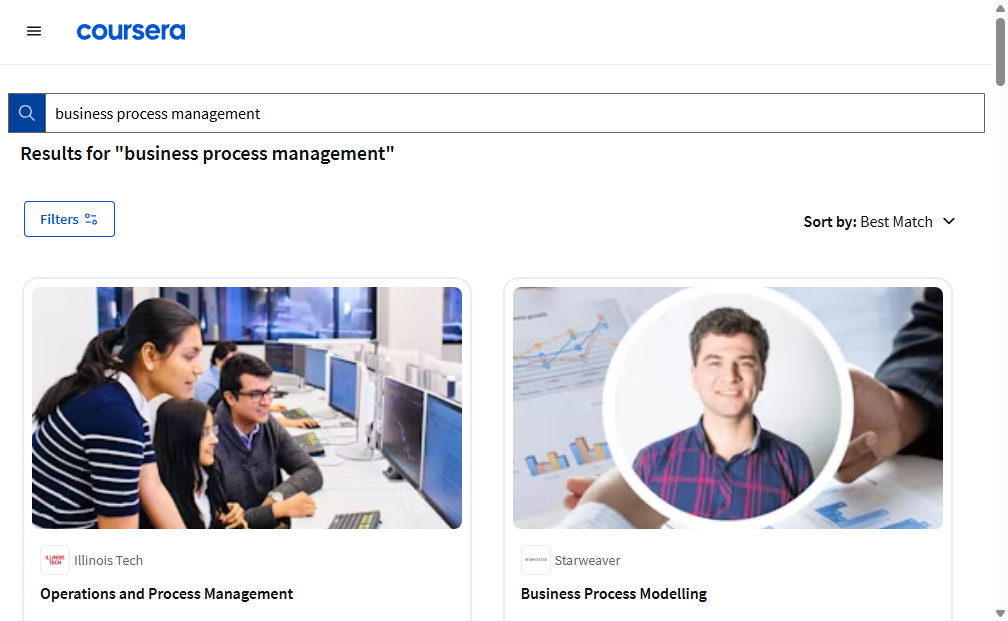 coursera
business process management
Results for "business process management"
Filters
Sort by: Best Match
ILLINOIS TECH
Illinois Tech
Starweaver
Operations and Process Management
Business Process Modelling